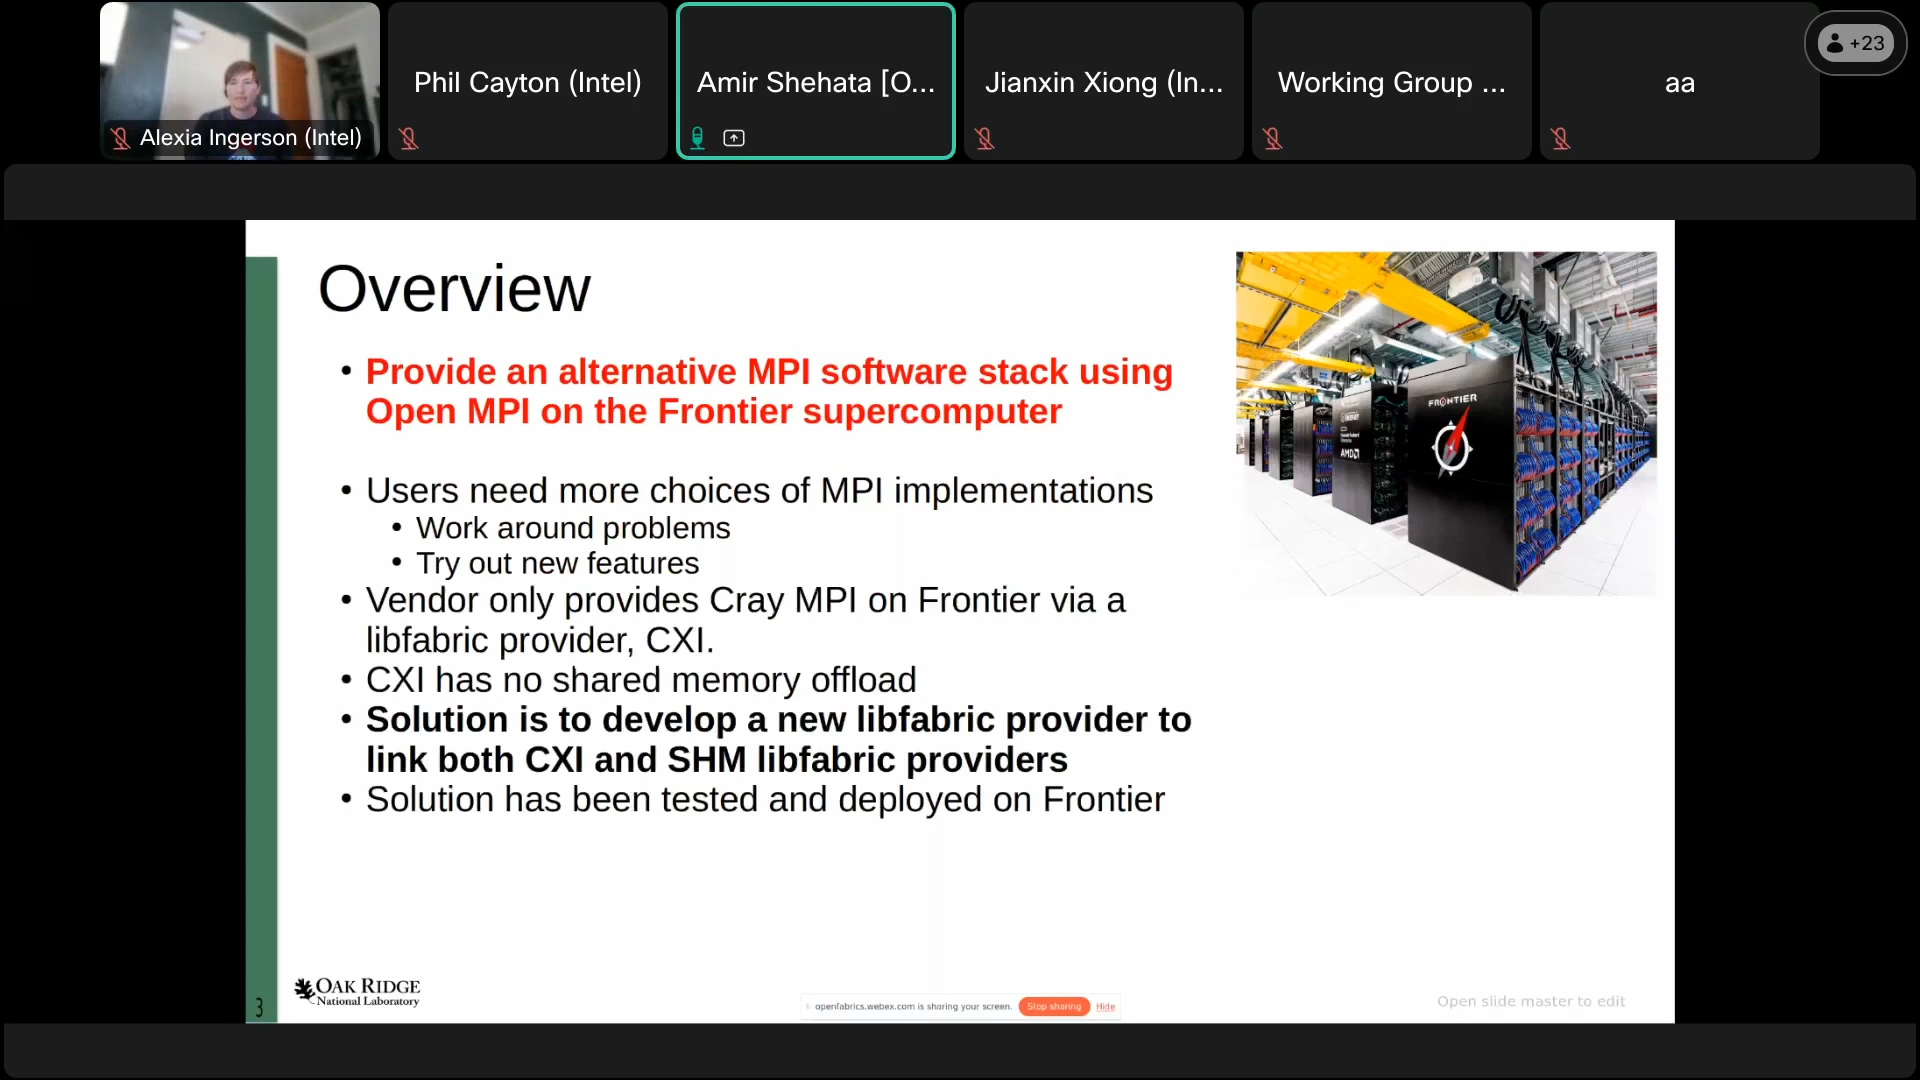 Alexia Ingerson (Intel)
Phil Cayton (Intel)
Amir Shehata [O...
Jianxin Xiong (In...
Working Group ...
aa
+23
Overview
• Provide an alternative MPI software stack using
Open MPI on the Frontier supercomputer
• Users need more choices of MPI implementations
• Work around problems
• Try out new features
• Vendor only provides Cray MPI on Frontier via a
libfabric provider, CXI.
• CXI has no shared memory offload
• Solution is to develop a new libfabric provider to
link both CXI and SHM libfabric providers
• Solution has been tested and deployed on Frontier
FRONTIER
AMD
3
OAK RIDGE
National Laboratory
openfabrics.webex.com is sharing your screen.
Stop sharing
Hide
Open slide master to edit